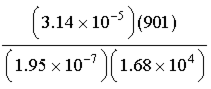 (3.14 × 10⁻⁵)(901)
(1.95 × 10⁻⁷)(1.68 × 10⁴)